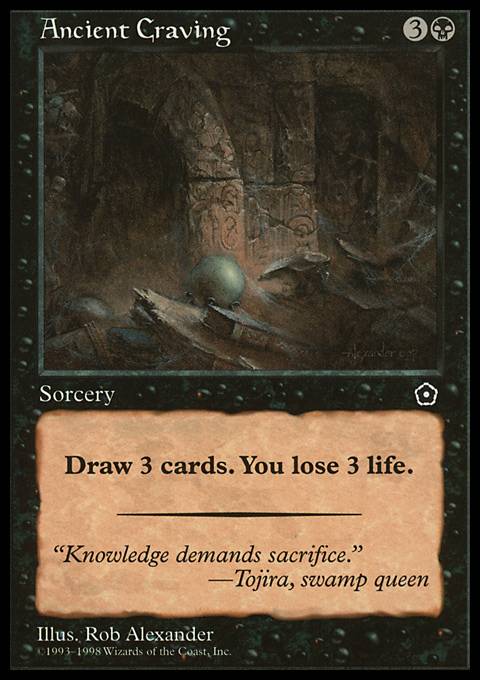 Ancient Craving 3
Sorcery
Draw 3 cards. You lose 3 life.
“Knowledge demands sacrifice.”
—Tojira, swamp queen
Illus. Rob Alexander
©1993–1998 Wizards of the Coast, Inc.